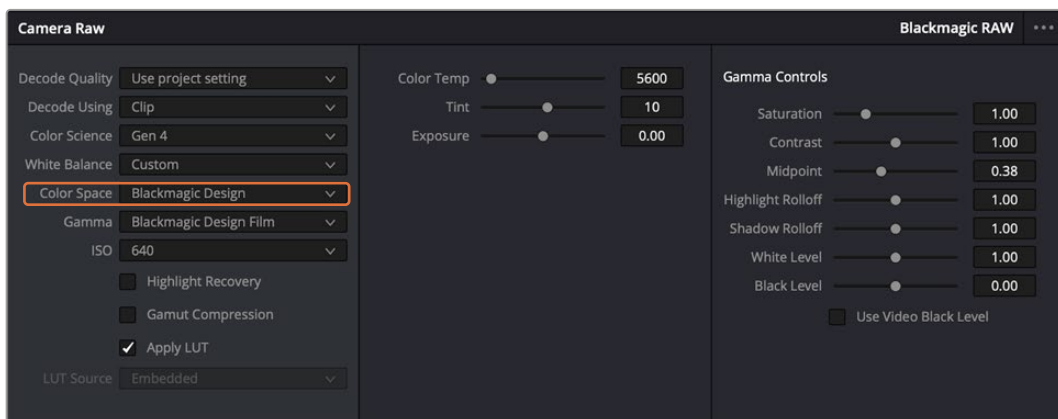 Camera Raw
Blackmagic RAW
Decode Quality Use project setting
Decode Using Clip
Color Science Gen 4
White Balance Custom
Color Space Blackmagic Design
Gamma Blackmagic Design Film
ISO 640
Highlight Recovery
Gamut Compression
Apply LUT
LUT Source Embedded
Color Temp 5600
Tint 10
Exposure 0.00
Gamma Controls
Saturation 1.00
Contrast 1.00
Midpoint 0.38
Highlight Rolloff 1.00
Shadow Rolloff 1.00
White Level 1.00
Black Level 0.00
Use Video Black Level